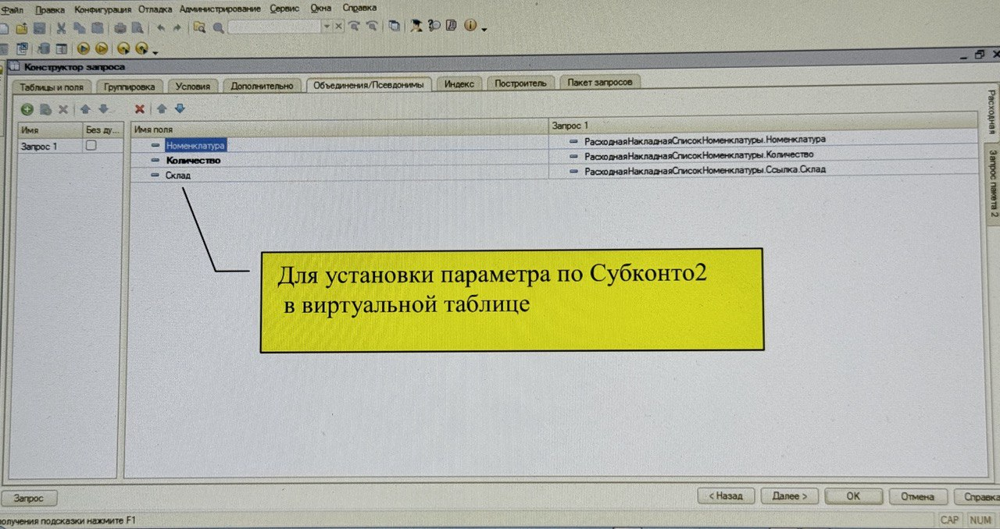 Файл Правка Конфигурация Отладка Администрирование Сервис Окна Справка
Конструктор запроса
Таблицы и поля Группировка Условия Дополнительно Объединения/Псевдонимы Индекс Построитель Пакет запросов
Имя Без ду... Имя поля Запрос 1
Запрос 1 Номенклатура РасходнаяНакладнаяСписокНоменклатуры.Номенклатура
Количество РасходнаяНакладнаяСписокНоменклатуры.Количество
Склад РасходнаяНакладнаяСписокНоменклатуры.Ссылка.Склад
Расходная
Запрос пакета 2
Для установки параметра по Субконто2
в виртуальной таблице
Запрос < Назад Далее > ОК Отмена Справка
олучения подсказки нажмите F1 CAP NUM